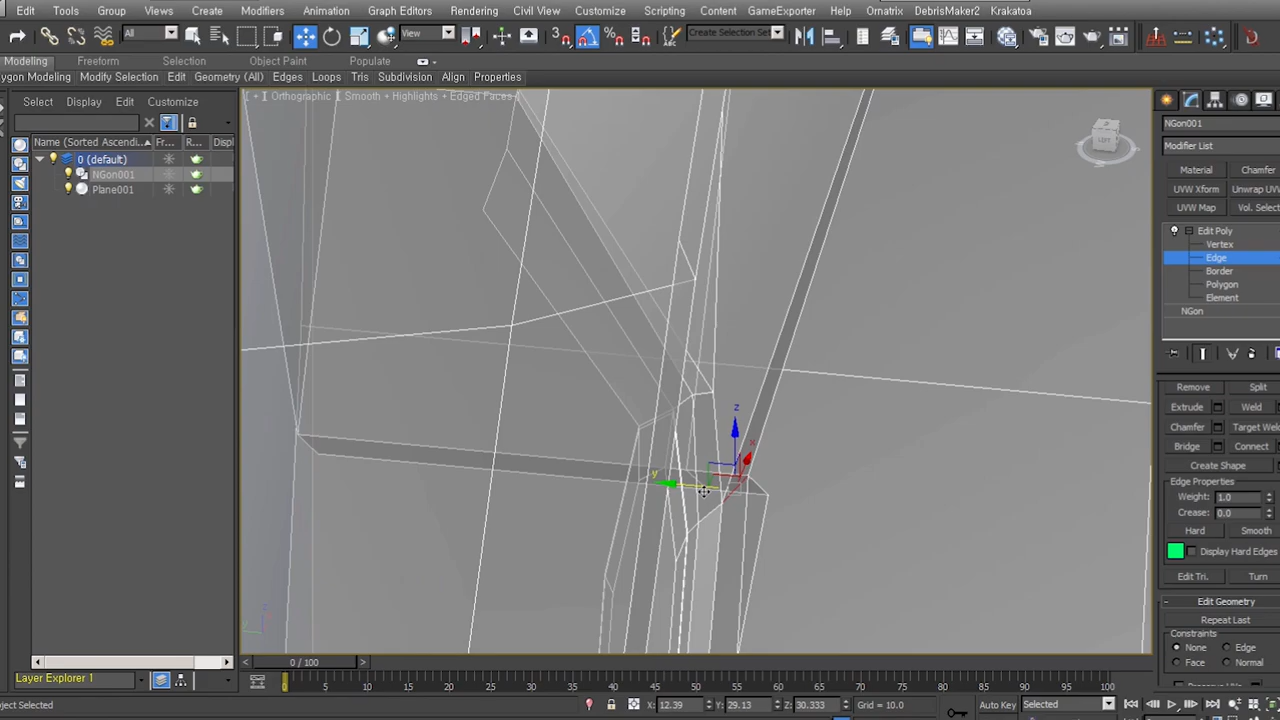 Edit Tools Group Views Create Modifiers Animation Graph Editors Rendering Civil View Customize Scripting Content GameExporter Help Ornatrix DebrisMaker2 Krakatoa
All View 3 % Create Selection Set
Modeling Freeform Selection Object Paint Populate
olygon Modeling Modify Selection Edit Geometry (All) Edges Loops Tris Subdivision Align Properties
Select Display Edit Customize
[ + ] [ Orthographic ] [ Smooth + Highlights + Edged Faces ]
Name (Sorted Ascending) Fr... R... Displ
0 (default)
NGon001
Plane001
LEFT
NGon001
Modifier List
Material Polygon
UVW Xform Unwrap UV
UVW Map Vol. Select
Edit Poly
Vertex
Edge
Border
Polygon
Element
NGon
Remove Split
Extrude Weld
Chamfer Target Weld
Bridge Connect
Create Shape
Edge Properties
Weight: 1.0
Crease: 0.0
Hard Smooth
Display Hard Edges
Edit Tri. Turn
Edit Geometry
Repeat Last
Constraints
None Edge
Face Normal
z
x
y
0 / 100
Layer Explorer 1
0 5 10 15 20 25 30 35 40 45 50 55 60 65 70 75 80 85 90 95 100
oject Selected X: 12.39 Y: 29.13 Z: 30.333 Grid = 10.0 Auto Key Selected